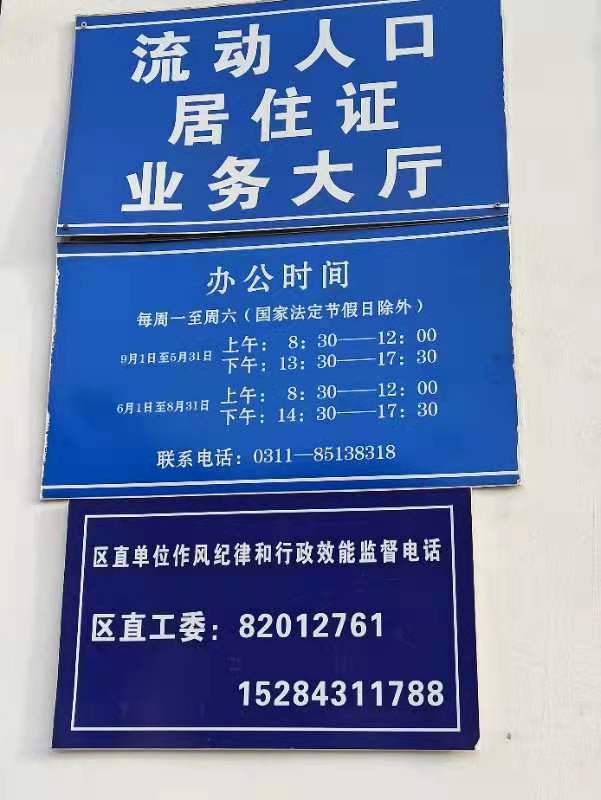 流动人口
居住证
业务大厅
办公时间
每周一至周六（国家法定节假日除外）
9月1日至5月31日 上午：8：30——12：00
下午：13：30——17：30
6月1日至8月31日 上午：8：30——12：00
下午：14：30——17：30
联系电话：0311—85138318
区直单位作风纪律和行政效能监督电话
区直工委：82012761
15284311788